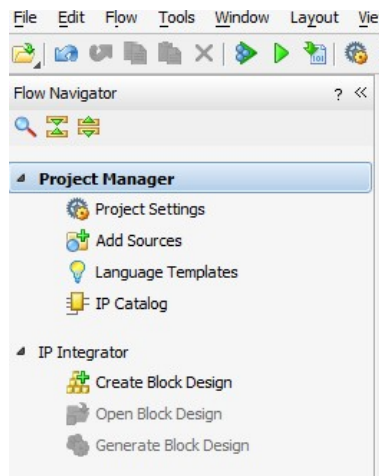 File Edit Flow Tools Window Layout Vie
Flow Navigator ? «
Project Manager
Project Settings
Add Sources
Language Templates
IP Catalog
IP Integrator
Create Block Design
Open Block Design
Generate Block Design